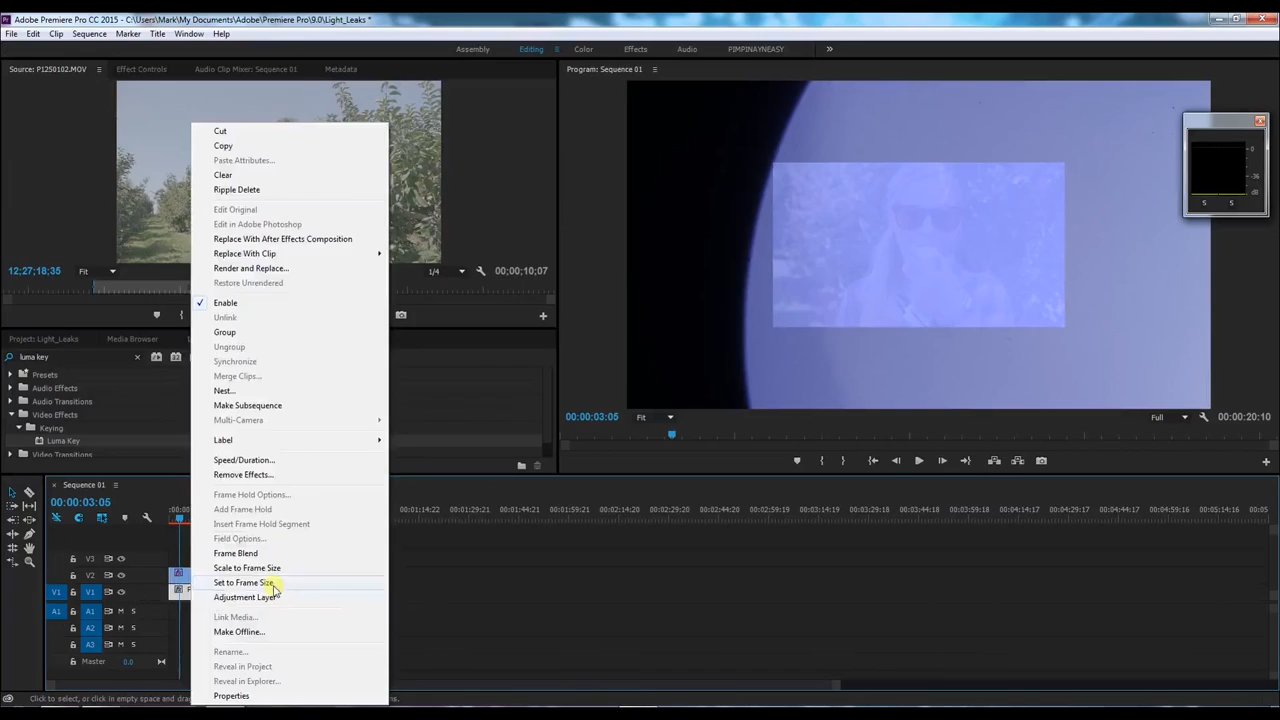 Adobe Premiere Pro CC 2015 - C:\Users\Mark\My Documents\Adobe\Premiere Pro\9.0\Light_Leaks *
File Edit Clip Sequence Marker Title Window Help
Assembly Editing Color Effects Audio PIMPINAYNEASY
Source: P1250102.MOV Effect Controls Audio Clip Mixer: Sequence 01 Metadata
Program: Sequence 01
Cut
Copy
Paste Attributes...
Clear
Ripple Delete
Edit Original
Edit in Adobe Photoshop
Replace With After Effects Composition
Replace With Clip
Render and Replace...
Restore Unrendered
Enable
Unlink
Group
Ungroup
Synchronize
Merge Clips...
Nest...
Make Subsequence
Multi-Camera
Label
Speed/Duration...
Remove Effects...
Frame Hold Options...
Add Frame Hold
Insert Frame Hold Segment
Field Options...
Frame Blend
Scale to Frame Size
Set to Frame Size
Adjustment Layer
Link Media...
Make Offline...
Rename...
Reveal in Project
Reveal in Explorer...
Properties
0
-36
dB
S S
12;27;18;35 Fit 1/4 00;00;10;07
Project: Light_Leaks Media Browser
luma key
Presets
Audio Effects
Audio Transitions
Video Effects
Keying
Luma Key
Video Transitions
00:00:03:05 Fit Full 00:00:20:10
Sequence 01
00:00:03:05
:00:00 00:01:14:22 00:01:29:21 00:01:44:21 00:01:59:21 00:02:14:20 00:02:29:20 00:02:44:20 00:02:59:19 00:03:14:19 00:03:29:18 00:03:44:18 00:03:59:18 00:04:14:17 00:04:29:17 00:04:44:17 00:04:59:16 00:05
V3
V2
V1 V1
A1 A1 M S
A2 M S
A3 M S
Master 0.0
Click to select, or click in empty space and dra